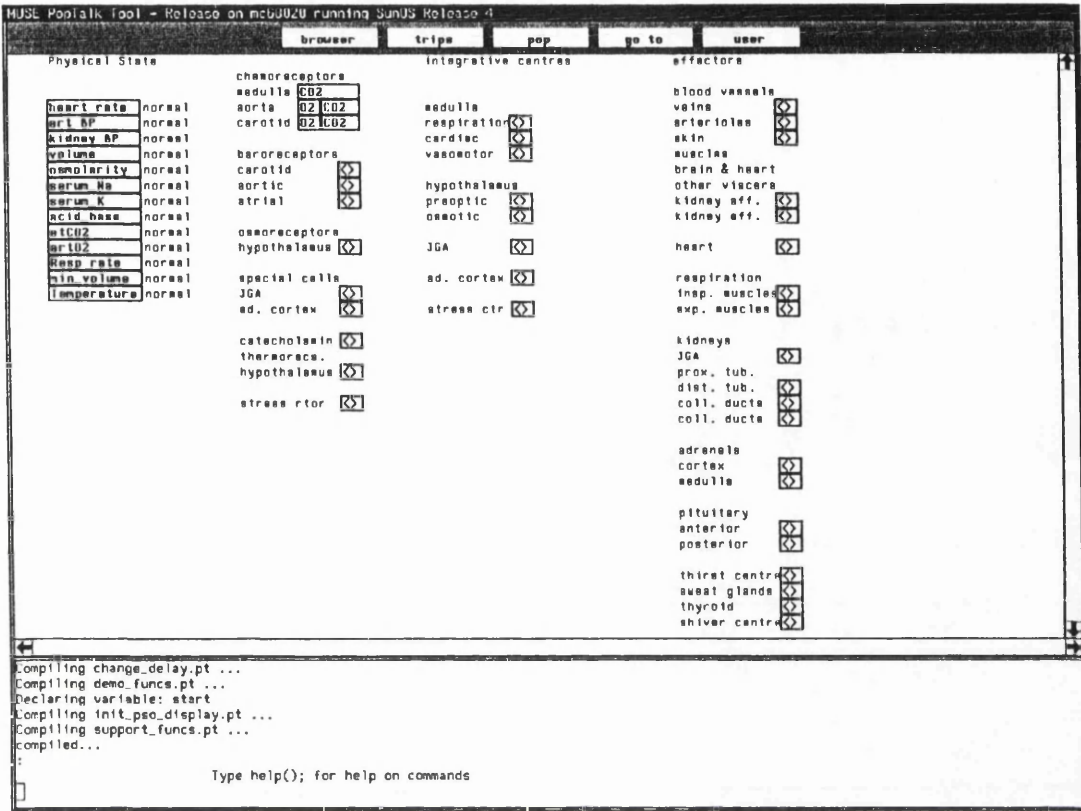 MUSE PopTalk Tool - Release on mc68020 running SunOS Release 4
browser trips pop go to user
Physical State
heart rate normal
art BP normal
kidney BP normal
volume normal
osmolarity normal
serum Na normal
serum K normal
acid base normal
etCO2 normal
artO2 normal
Resp rate normal
min volume normal
Temperature normal
chemoreceptors
medulla CO2
aorta O2 CO2
carotid O2 CO2
baroreceptors
carotid <>
aortic <>
atrial <>
osmoreceptors
hypothalamus <>
special cells
JGA <>
ad. cortex <>
catecholamin <>
thermorecs.
hypothalamus <>
stress rtor <>
integrative centres
medulla
respiration <>
cardiac <>
vasomotor <>
hypothalamus
preoptic <>
osmotic <>
JGA <>
ad. cortex <>
stress ctr <>
effectors
blood vessels
veins <>
arterioles <>
skin <>
muscles
brain & heart
other viscera
kidney aff. <>
kidney eff. <>
heart <>
respiration
insp. muscles <>
exp. muscles <>
kidneys
JGA <>
prox. tub.
dist. tub. <>
coll. ducts <>
coll. ducts <>
adrenals
cortex <>
medulla <>
pituitary
anterior <>
posterior <>
thirst centre <>
sweat glands <>
thyroid <>
shiver centre <>
Compiling change_delay.pt ...
Compiling demo_funcs.pt ...
Declaring variable: start
Compiling init_pso_display.pt ...
Compiling support_funcs.pt ...
compiled...
:
Type help(); for help on commands